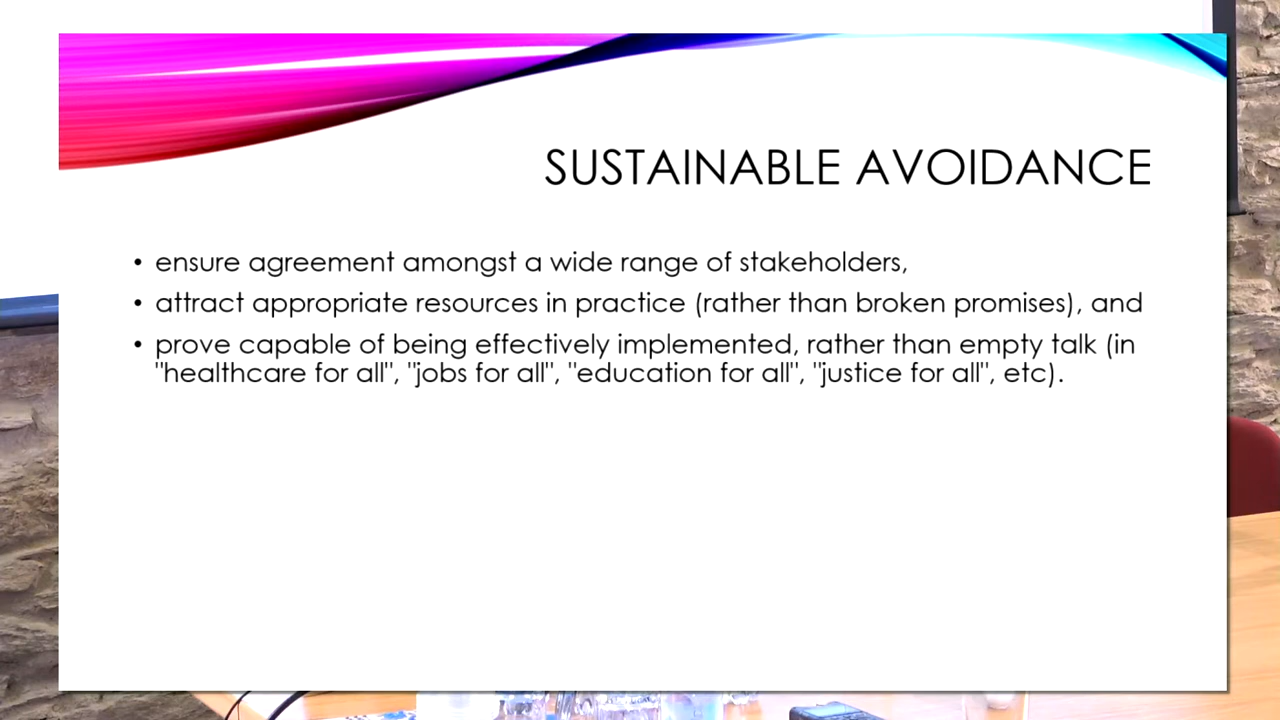 SUSTAINABLE AVOIDANCE
• ensure agreement amongst a wide range of stakeholders,
• attract appropriate resources in practice (rather than broken promises), and
• prove capable of being effectively implemented, rather than empty talk (in
"healthcare for all", "jobs for all", "education for all", "justice for all", etc).